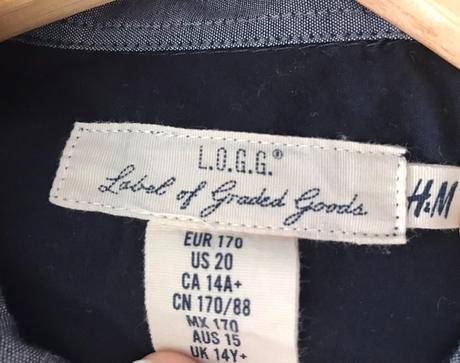 L.O.G.G.®
Label of Graded Goods
H&M
EUR 170
US 20
CA 14A+
CN 170/88
MX 170
AUS 15
UK 14Y+